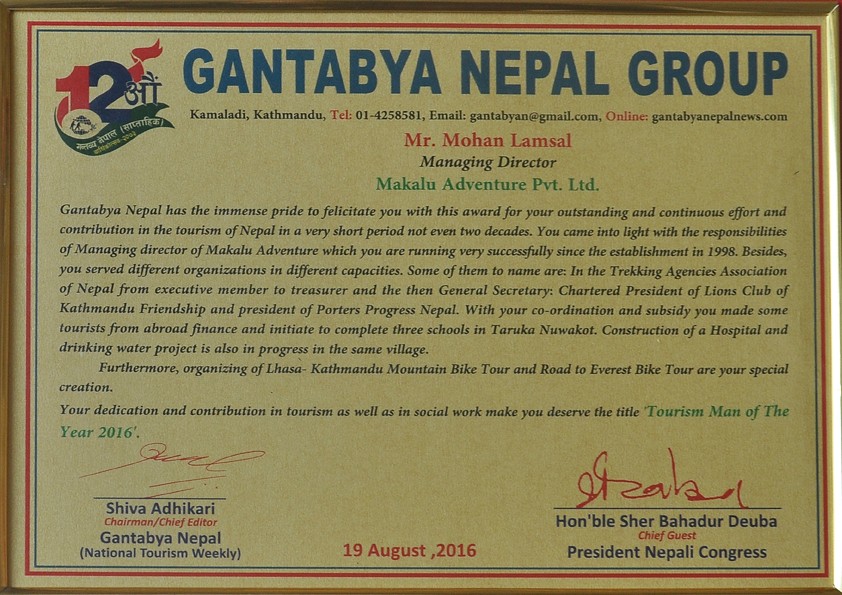 12औं
गन्तव्य नेपाल (साप्ताहिक)
GANTABYA NEPAL GROUP
Kamaladi, Kathmandu, Tel: 01-4258581, Email: gantabyan@gmail.com, Online: gantabyanepalnews.com
Mr. Mohan Lamsal
Managing Director
Makalu Adventure Pvt. Ltd.
Gantabya Nepal has the immense pride to felicitate you with this award for your outstanding and continuous effort and
contribution in the tourism of Nepal in a very short period not even two decades. You came into light with the responsibilities
of Managing director of Makalu Adventure which you are running very successfully since the establishment in 1998. Besides,
you served different organizations in different capacities. Some of them to name are: In the Trekking Agencies Association
of Nepal from executive member to treasurer and the then General Secretary: Chartered President of Lions Club of
Kathmandu Friendship and president of Porters Progress Nepal. With your co-ordination and subsidy you made some
tourists from abroad finance and initiate to complete three schools in Taruka Nuwakot. Construction of a Hospital and
drinking water project is also in progress in the same village.
Furthermore, organizing of Lhasa- Kathmandu Mountain Bike Tour and Road to Everest Bike Tour are your special
creation.
Your dedication and contribution in tourism as well as in social work make you deserve the title 'Tourism Man of The
Year 2016'.
Shiva Adhikari
Chairman/Chief Editor
Gantabya Nepal
(National Tourism Weekly)
19 August ,2016
Hon'ble Sher Bahadur Deuba
Chief Guest
President Nepali Congress